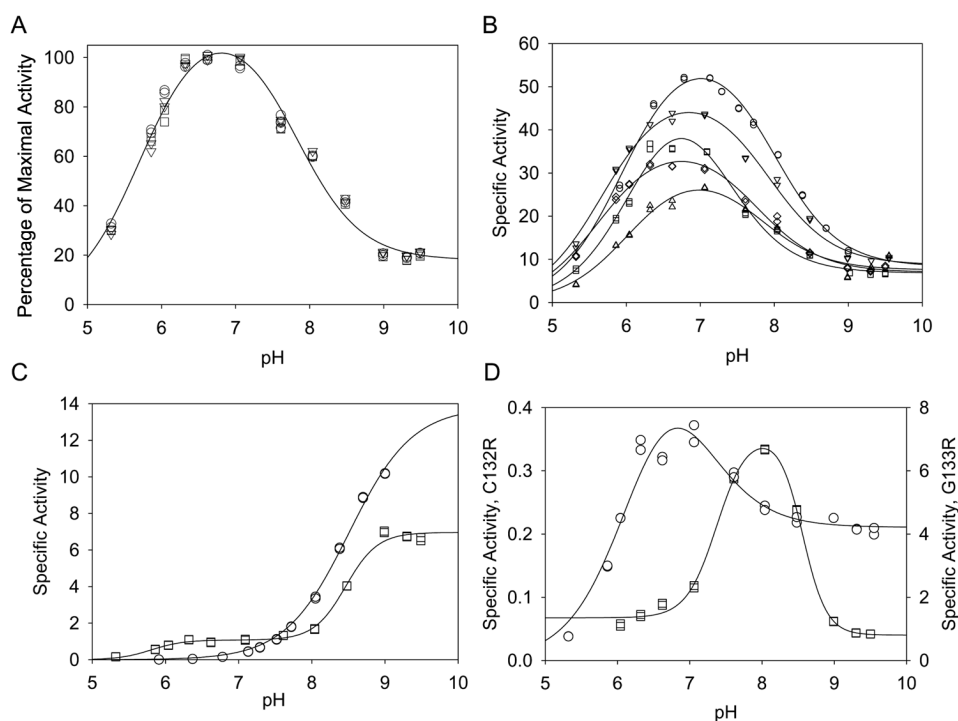 A
Percentage of Maximal Activity
120
100
80
60
40
20
0
5 6 7 8 9 10
pH
B
Specific Activity
60
50
40
30
20
10
0
5 6 7 8 9 10
pH
C
Specific Activity
14
12
10
8
6
4
2
0
5 6 7 8 9 10
pH
D
Specific Activity, C132R
0.4
0.3
0.2
0.1
0.0
5 6 7 8 9 10
pH
8
6
4
2
0
Specific Activity, G133R